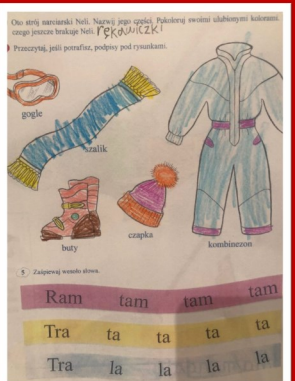 Oto strój narciarski Neli. Nazwij jego części. Pokoloruj swoimi ulubionymi kolorami.
czego jeszcze brakuje Neli. rękawiczki
Przeczytaj, jeśli potrafisz, podpisy pod rysunkami.
gogle
szalik
buty
czapka
kombinezon
5 Zaśpiewaj wesoło słowa.
Ram tam tam tam
Tra ta ta ta ta
Tra la la la la